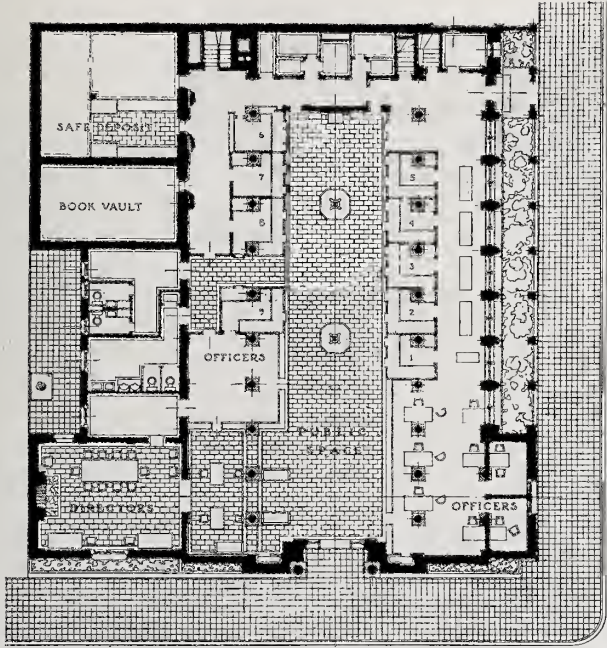 SAFE DEPOSIT
BOOK VAULT
6
7
8
9
5
4
3
2
1
OFFICERS
PUBLIC
SPACE
DIRECTORS
OFFICERS